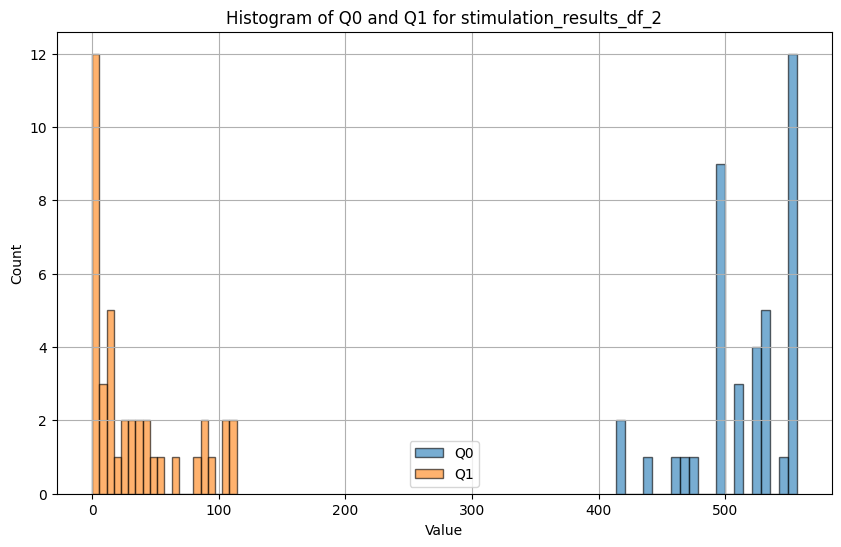 Histogram of Q0 and Q1 for stimulation_results_df_2
12
10
8
6
4
2
0
Count
Q0
Q1
0
100
200
300
400
500
Value